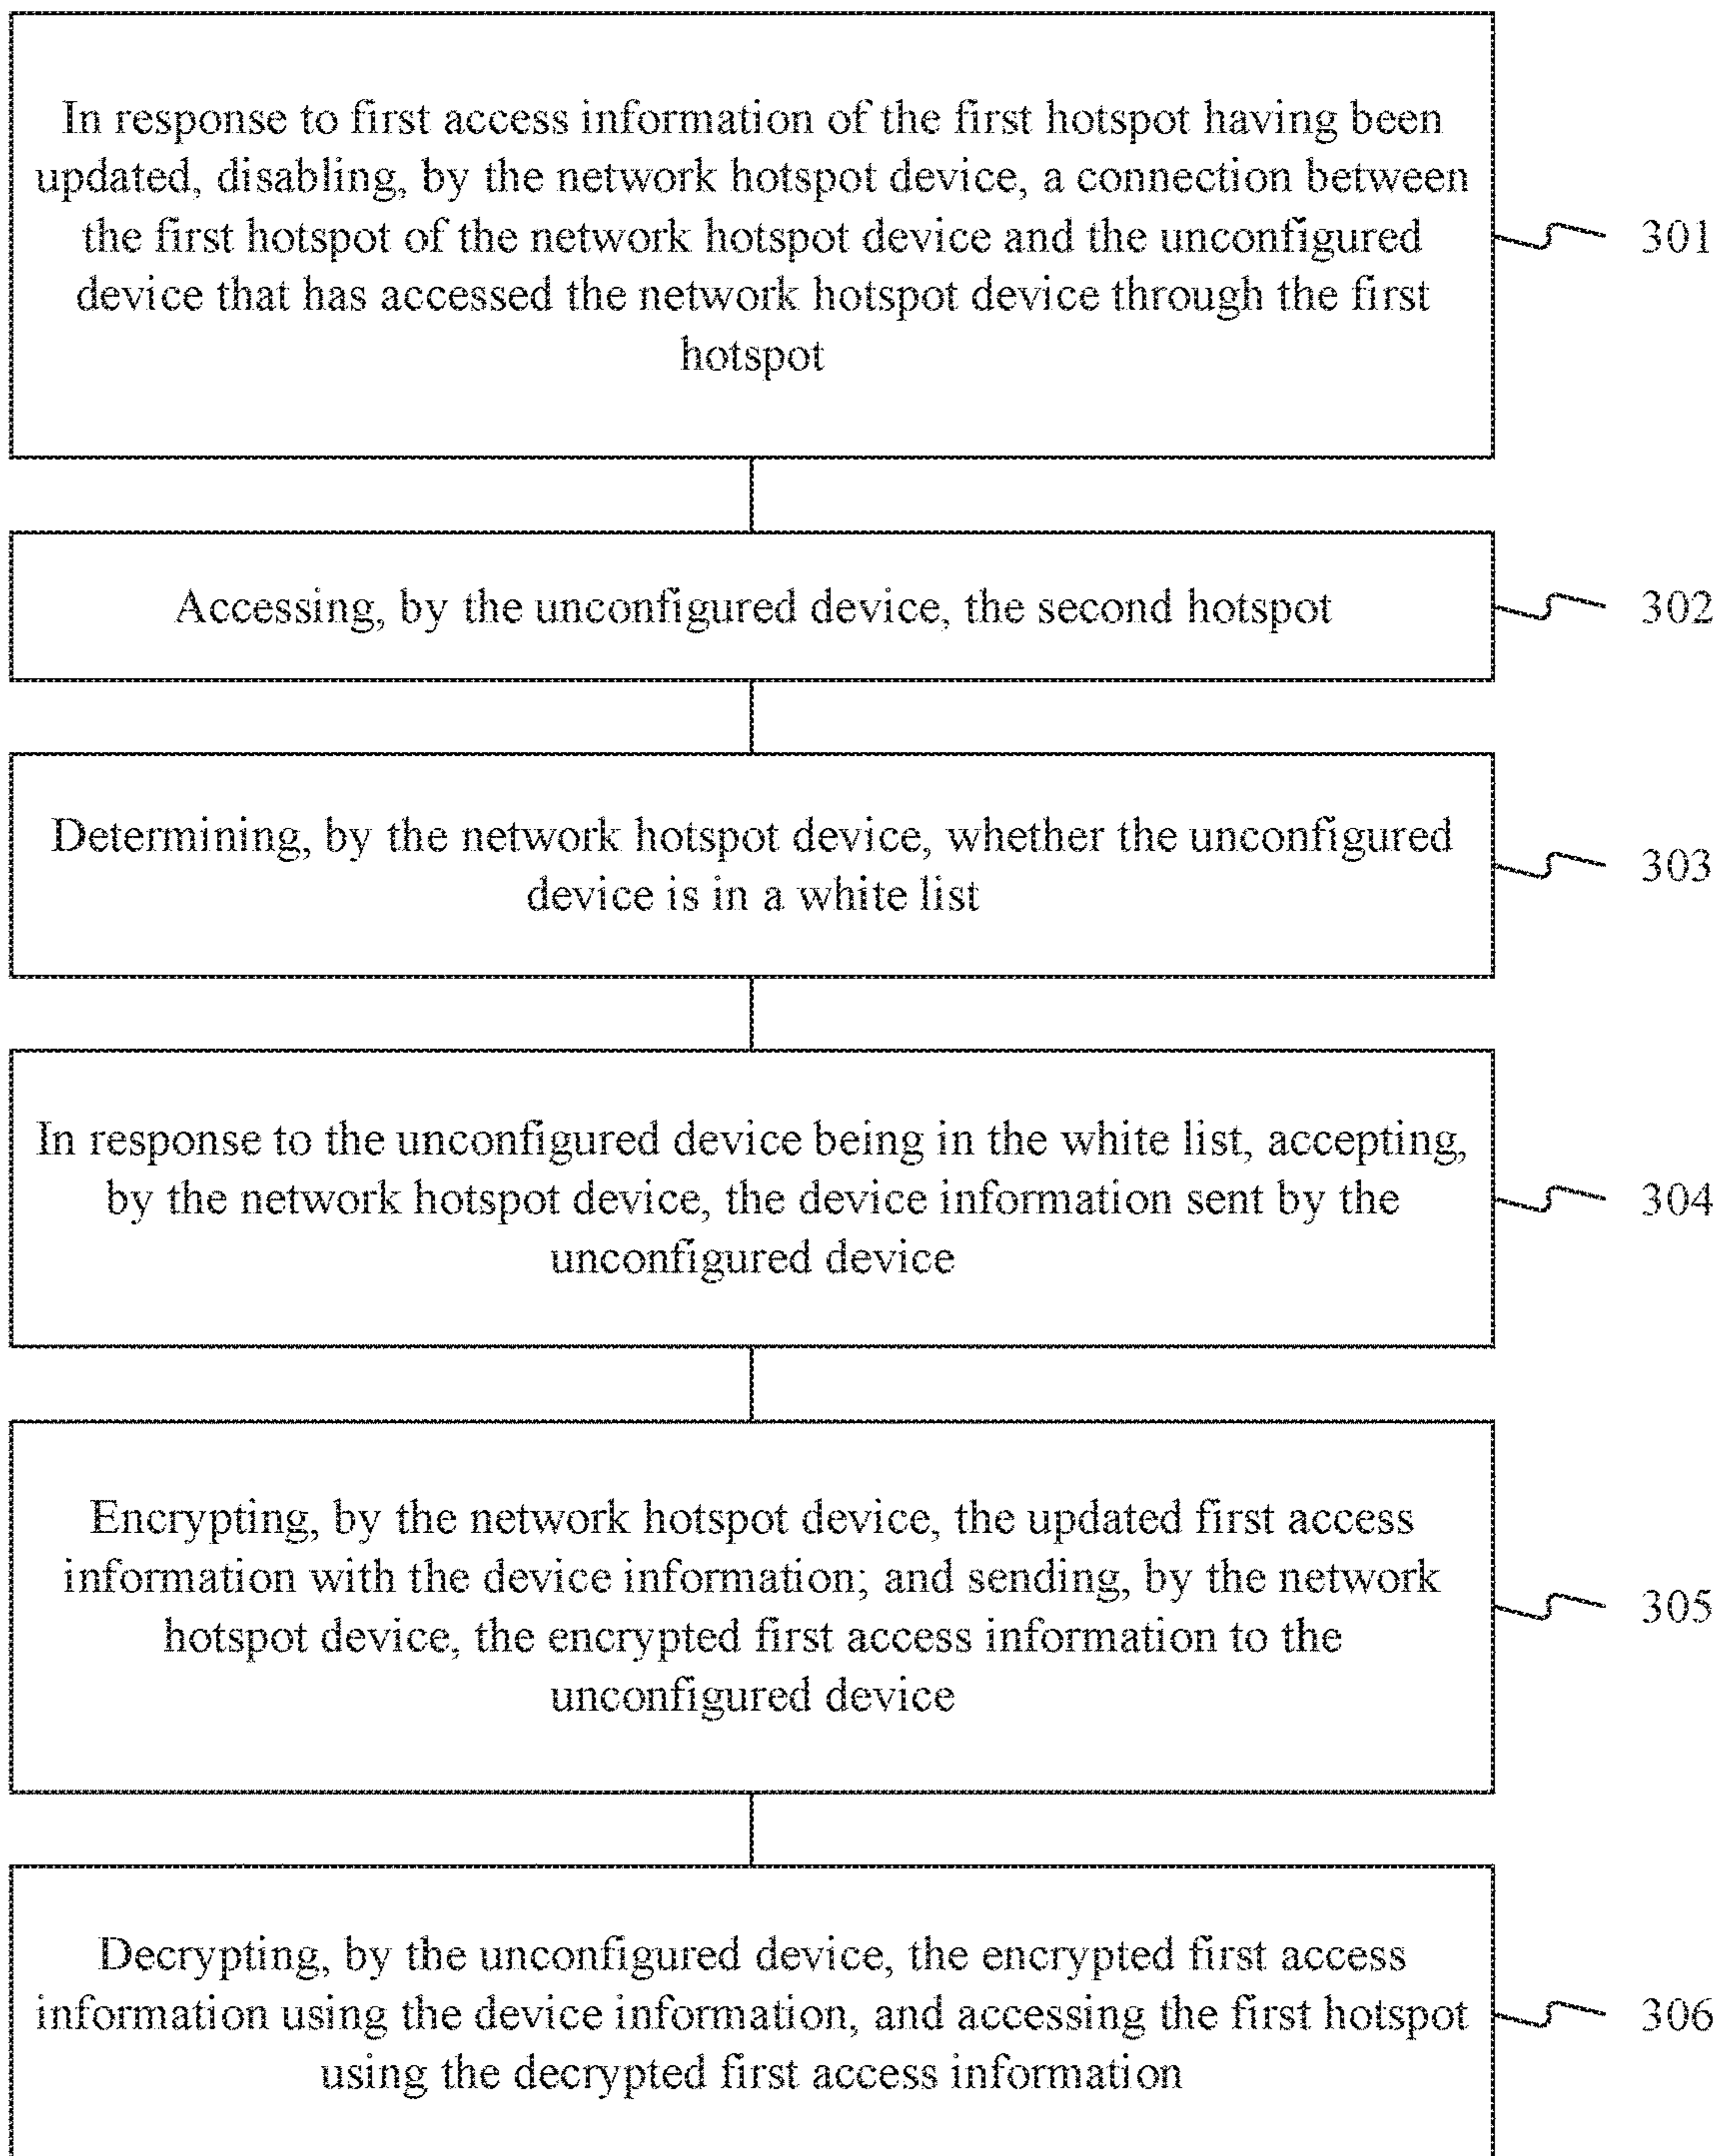 In response to first access information of the first hotspot having been
updated, disabling, by the network hotspot device, a connection between
the first hotspot of the network hotspot device and the unconfigured
device that has accessed the network hotspot device through the first
hotspot
301
Accessing, by the unconfigured device, the second hotspot
302
Determining, by the network hotspot device, whether the unconfigured
device is in a white list
303
In response to the unconfigured device being in the white list, accepting,
by the network hotspot device, the device information sent by the
unconfigured device
304
Encrypting, by the network hotspot device, the updated first access
information with the device information; and sending, by the network
hotspot device, the encrypted first access information to the
unconfigured device
305
Decrypting, by the unconfigured device, the encrypted first access
information using the device information, and accessing the first hotspot
using the decrypted first access information
306